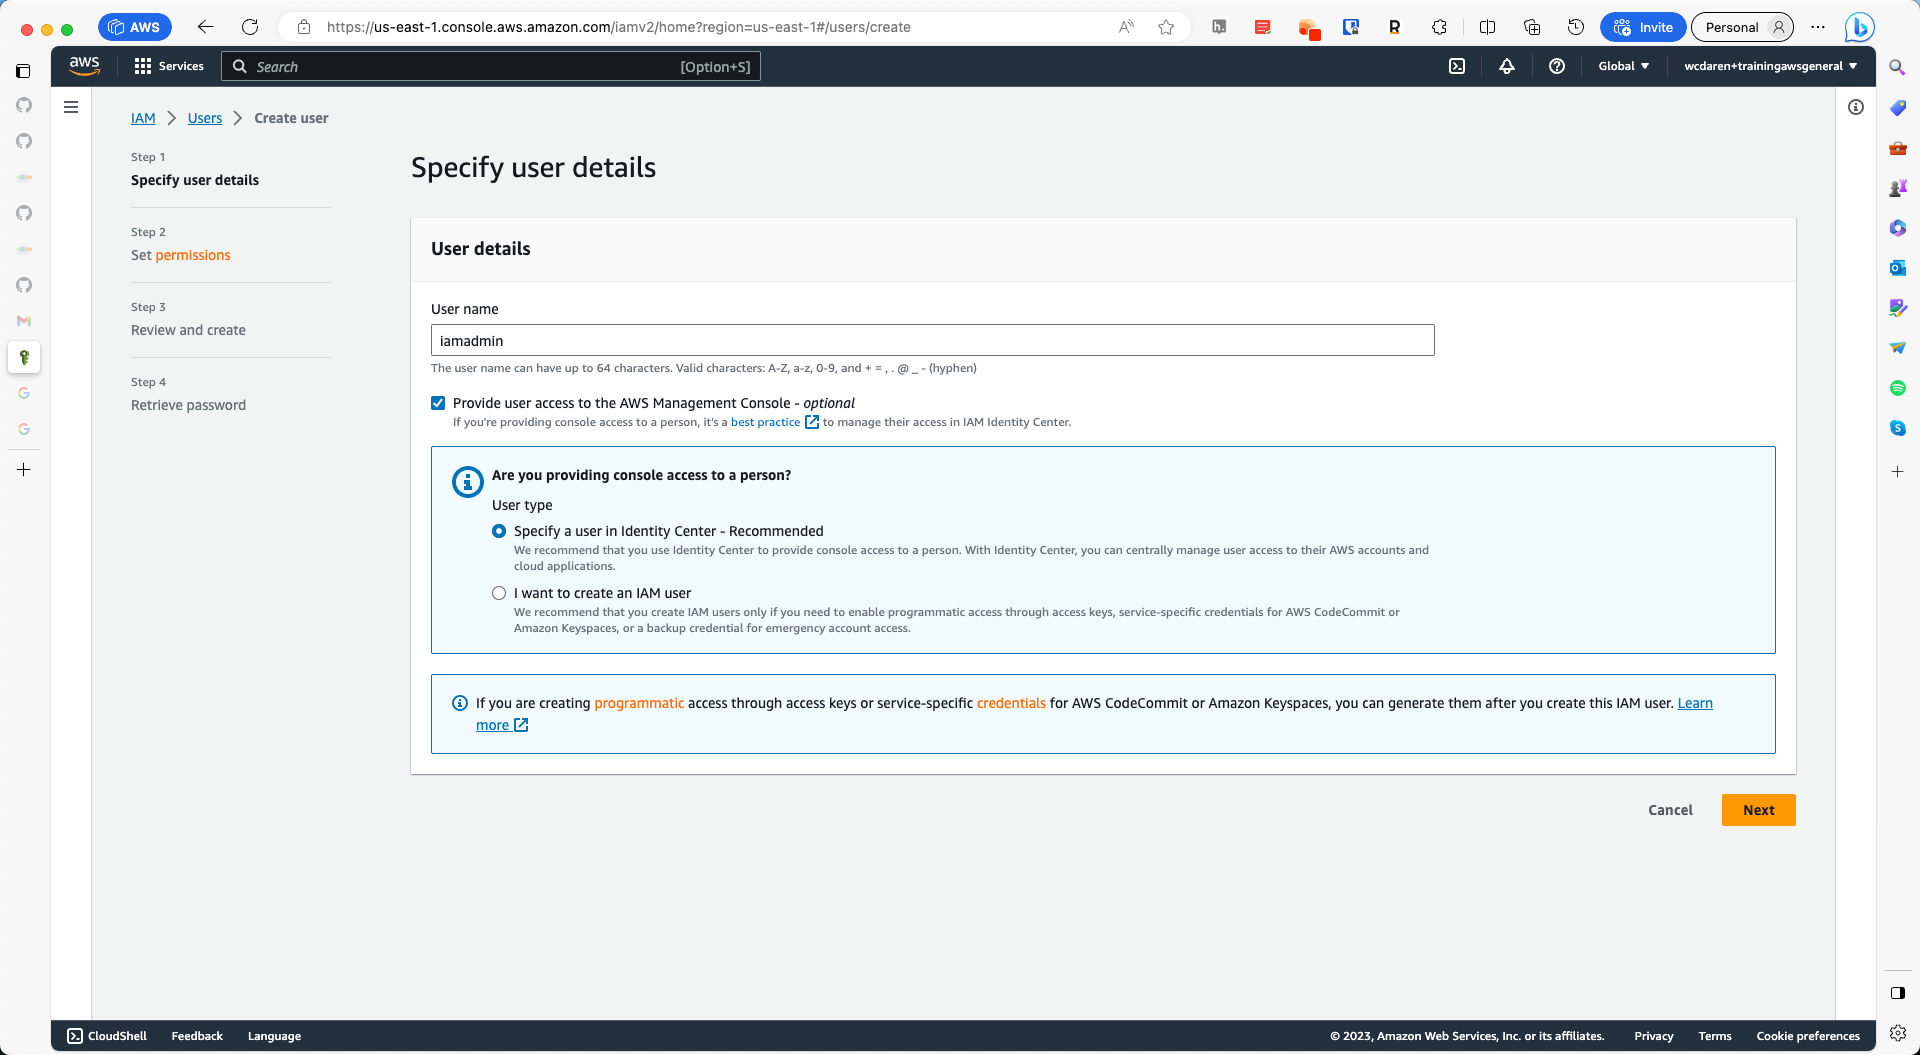 AWS
https://us-east-1.console.aws.amazon.com/iamv2/home?region=us-east-1#/users/create
Invite
Personal
aws
Services
Search
[Option+S]
Global
wcdaren+trainingawsgeneral
IAM
Users
Create user
Step 1
Specify user details
Step 2
Set permissions
Step 3
Review and create
Step 4
Retrieve password
Specify user details
User details
User name
iamadmin
The user name can have up to 64 characters. Valid characters: A-Z, a-z, 0-9, and + = , . @ _ - (hyphen)
Provide user access to the AWS Management Console - optional
If you're providing console access to a person, it's a best practice to manage their access in IAM Identity Center.
Are you providing console access to a person?
User type
Specify a user in Identity Center - Recommended
We recommend that you use Identity Center to provide console access to a person. With Identity Center, you can centrally manage user access to their AWS accounts and
cloud applications.
I want to create an IAM user
We recommend that you create IAM users only if you need to enable programmatic access through access keys, service-specific credentials for AWS CodeCommit or
Amazon Keyspaces, or a backup credential for emergency account access.
If you are creating programmatic access through access keys or service-specific credentials for AWS CodeCommit or Amazon Keyspaces, you can generate them after you create this IAM user. Learn
more
Cancel
Next
CloudShell
Feedback
Language
© 2023, Amazon Web Services, Inc. or its affiliates.
Privacy
Terms
Cookie preferences